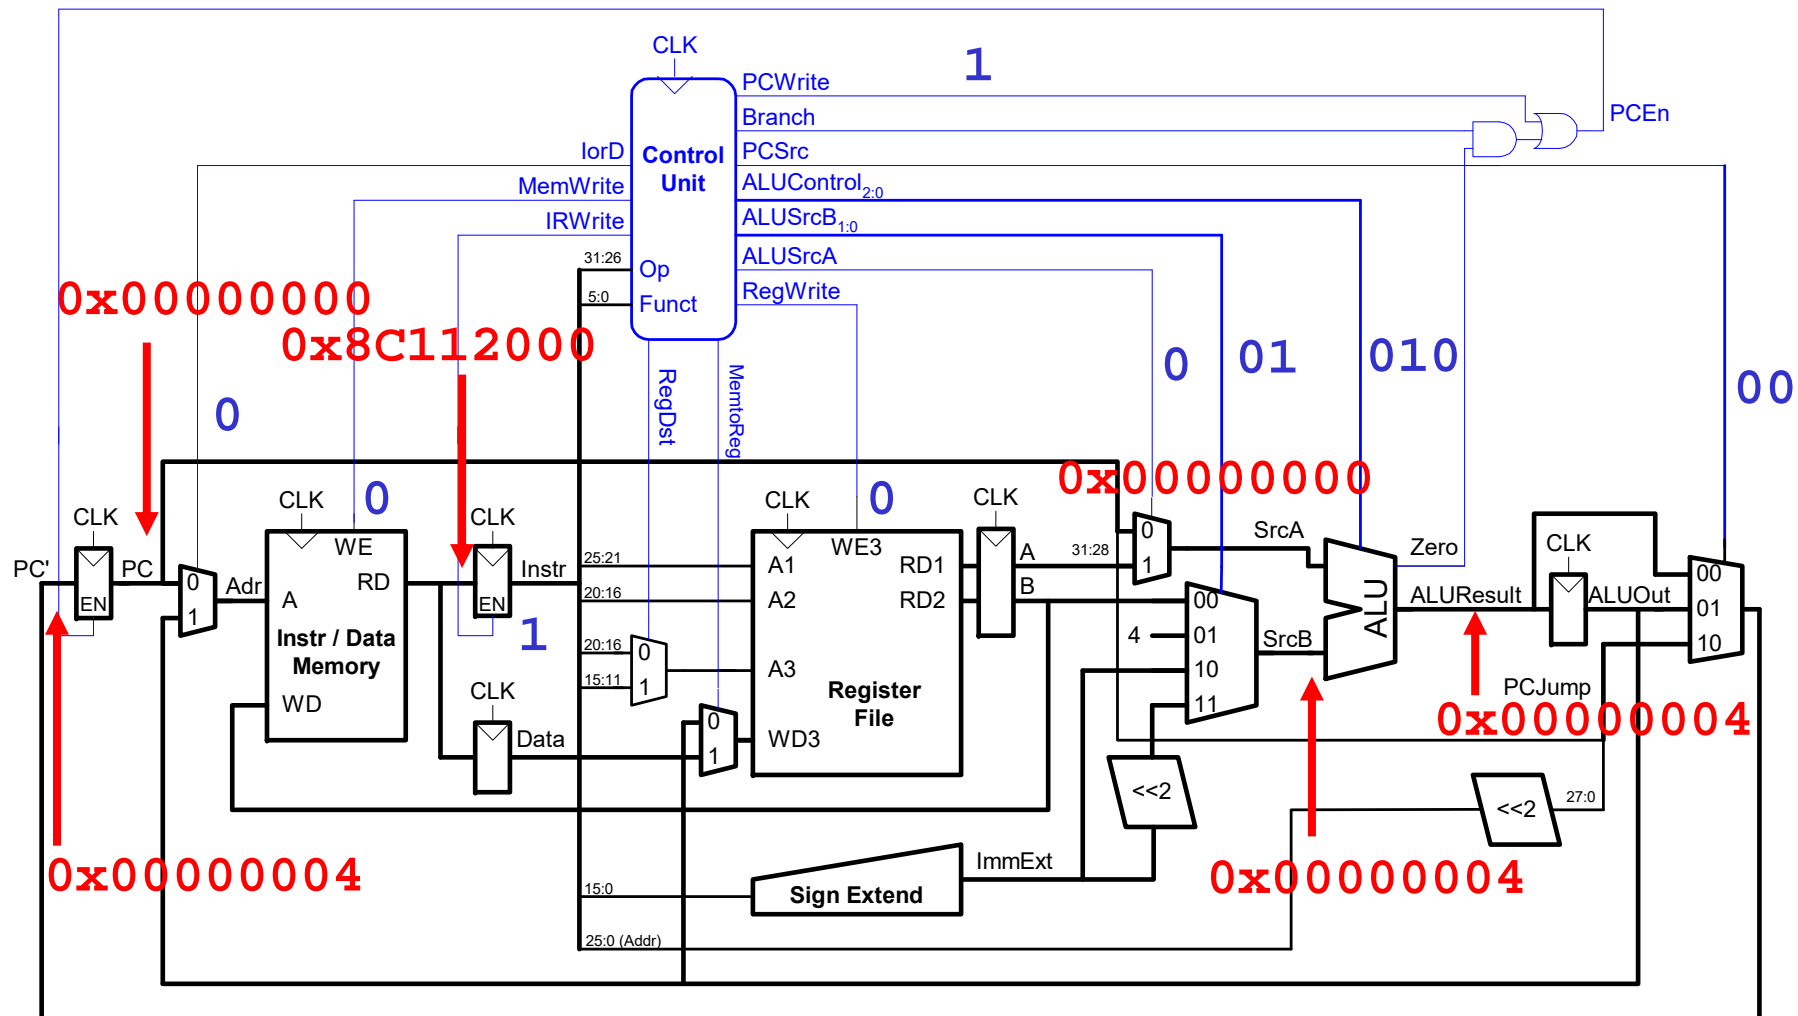 CLK
1
PCWrite
Branch
PCEn
IorD
Control
Unit
PCSrc
MemWrite
ALUControl2:0
IRWrite
ALUSrcB1:0
31:26
Op
ALUSrcA
5:0
Funct
RegWrite
0x00000000
0x8C112000
0
01
010
00
RegDst
MemtoReg
0
0x00000000
CLK
CLK
0
CLK
CLK
0
CLK
WE
WE3
SrcA
Zero
CLK
PC'
PC
EN
0
1
Adr
A
RD
Instr / Data
Memory
WD
EN
Instr
1
25:21
A1
RD1
A
31:28
0
1
20:16
A2
RD2
B
00
4
01
10
11
SrcB
ALU
ALUResult
ALUOut
00
01
10
20:16
15:11
0
1
A3
Register
File
CLK
Data
0
1
WD3
PCJump
0x00000004
<<2
<<2
27:0
0x00000004
0x00000004
ImmExt
15:0
Sign Extend
25:0 (Addr)